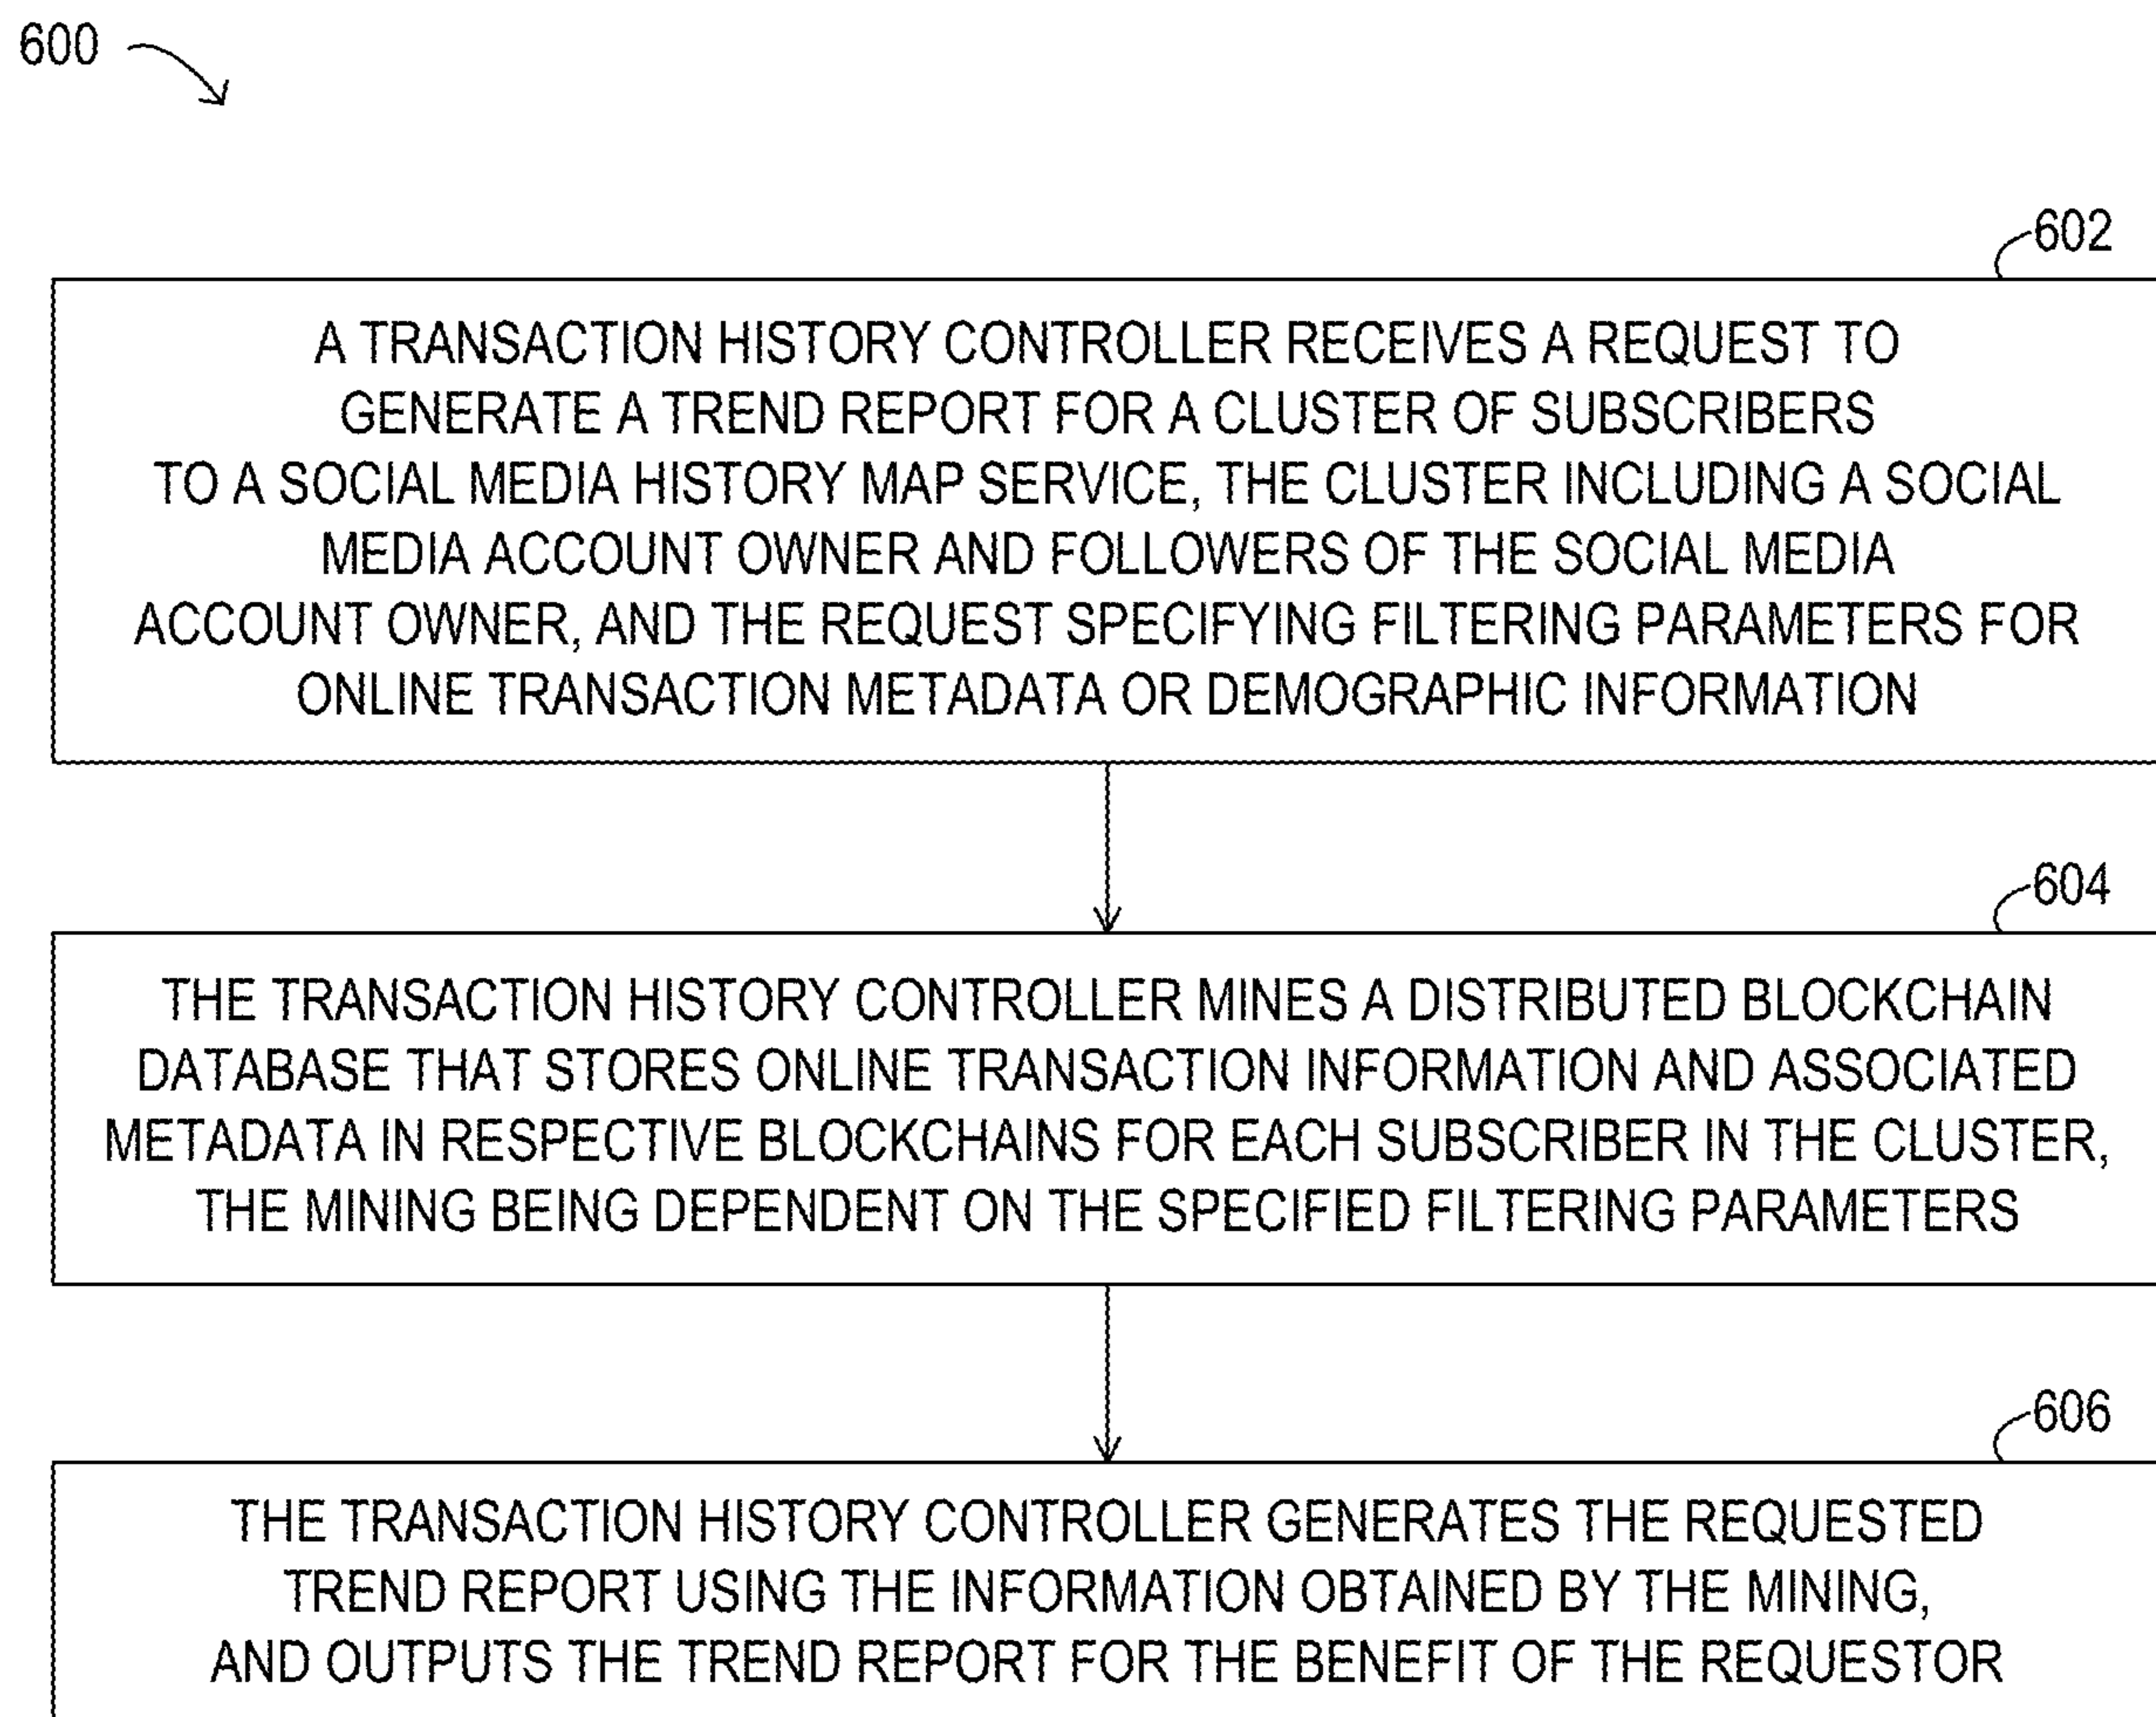 600
602
A TRANSACTION HISTORY CONTROLLER RECEIVES A REQUEST TO
GENERATE A TREND REPORT FOR A CLUSTER OF SUBSCRIBERS
TO A SOCIAL MEDIA HISTORY MAP SERVICE, THE CLUSTER INCLUDING A SOCIAL
MEDIA ACCOUNT OWNER AND FOLLOWERS OF THE SOCIAL MEDIA
ACCOUNT OWNER, AND THE REQUEST SPECIFYING FILTERING PARAMETERS FOR
ONLINE TRANSACTION METADATA OR DEMOGRAPHIC INFORMATION
604
THE TRANSACTION HISTORY CONTROLLER MINES A DISTRIBUTED BLOCKCHAIN
DATABASE THAT STORES ONLINE TRANSACTION INFORMATION AND ASSOCIATED
METADATA IN RESPECTIVE BLOCKCHAINS FOR EACH SUBSCRIBER IN THE CLUSTER,
THE MINING BEING DEPENDENT ON THE SPECIFIED FILTERING PARAMETERS
606
THE TRANSACTION HISTORY CONTROLLER GENERATES THE REQUESTED
TREND REPORT USING THE INFORMATION OBTAINED BY THE MINING,
AND OUTPUTS THE TREND REPORT FOR THE BENEFIT OF THE REQUESTOR